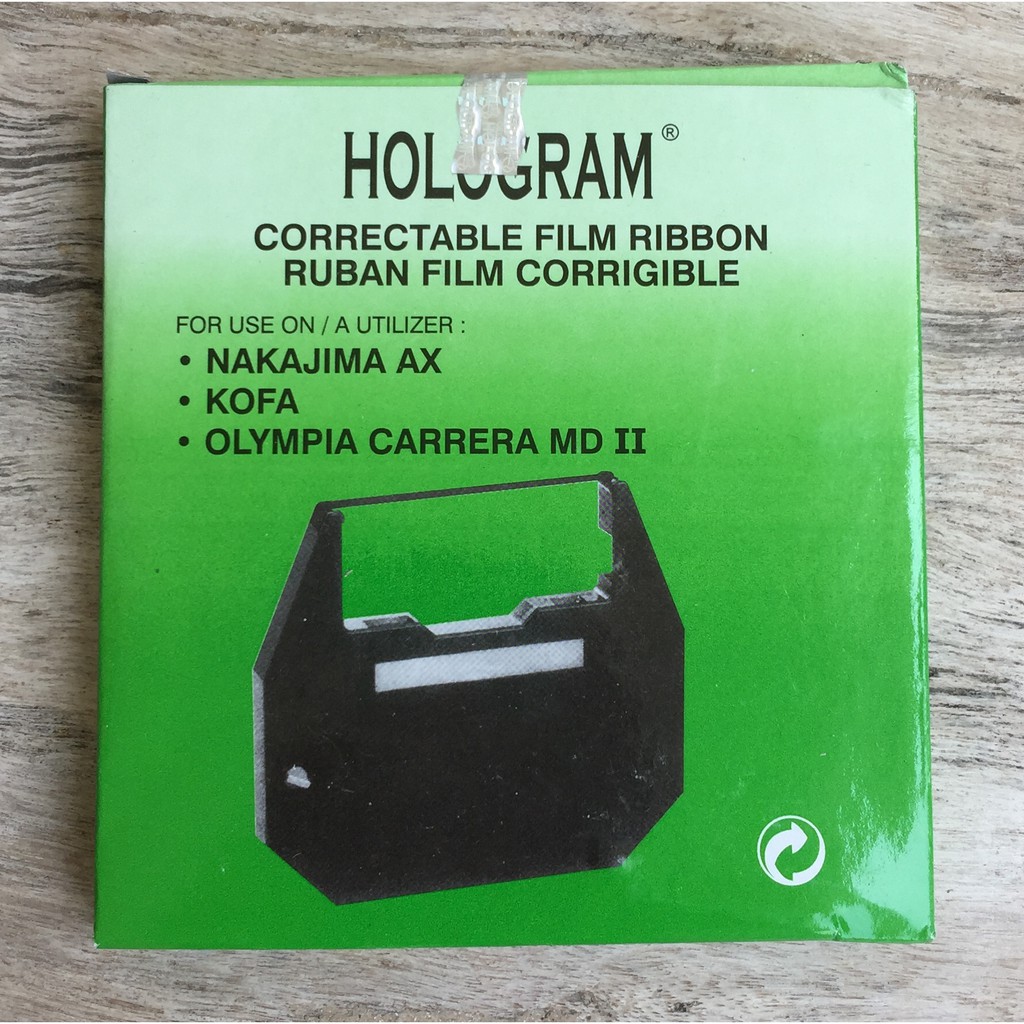 HOLOGRAM®
CORRECTABLE FILM RIBBON
RUBAN FILM CORRIGIBLE
FOR USE ON / A UTILIZER :
• NAKAJIMA AX
• KOFA
• OLYMPIA CARRERA MD II